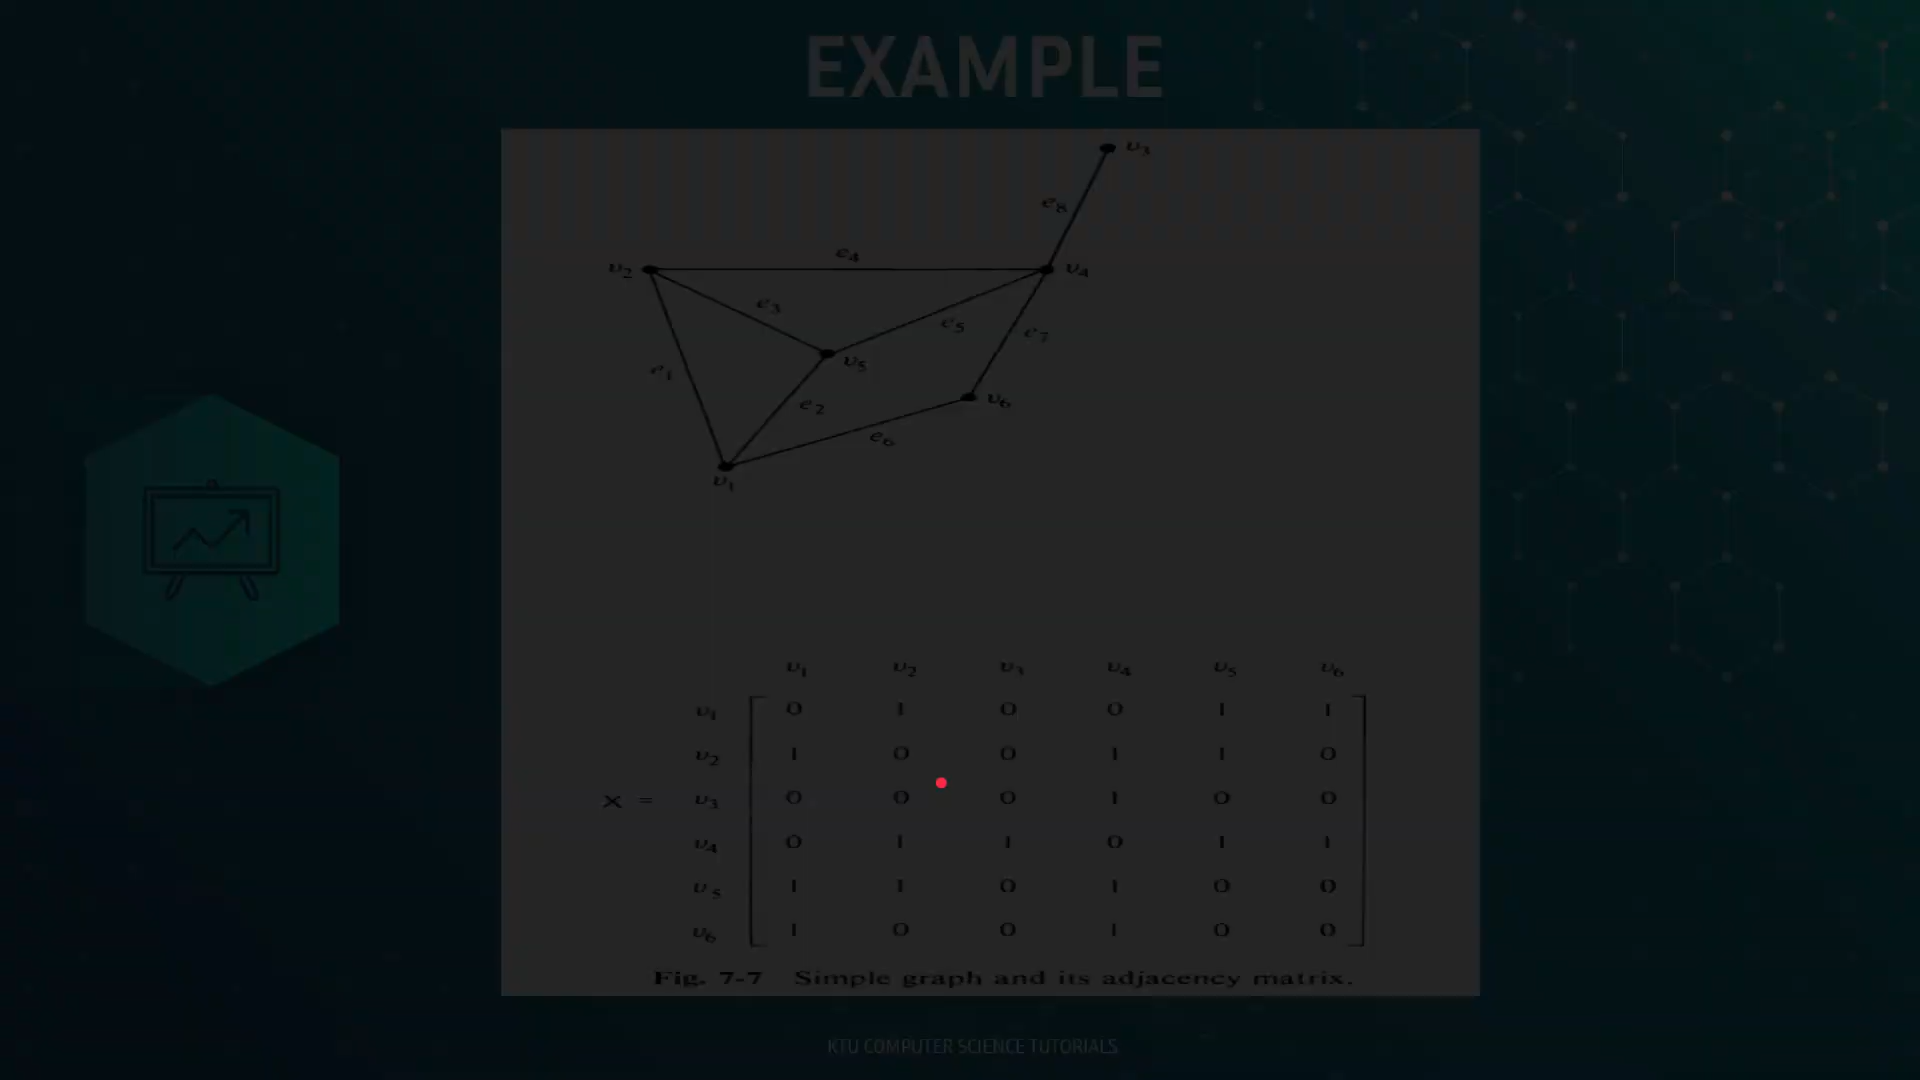 EXAMPLE
v3
e8
e4
v2
v4
e3
e5
e7
e1
v5
e2
v6
e6
v1
v1 v2 v3 v4 v5 v6
v1 0 1 0 0 1 1
v2 1 0 0 1 1 0
X = v3 0 0 0 1 0 0
v4 0 1 1 0 1 1
v5 1 1 0 1 0 0
v6 1 0 0 1 0 0
Fig. 7-7 Simple graph and its adjacency matrix.
KTU COMPUTER SCIENCE TUTORIALS